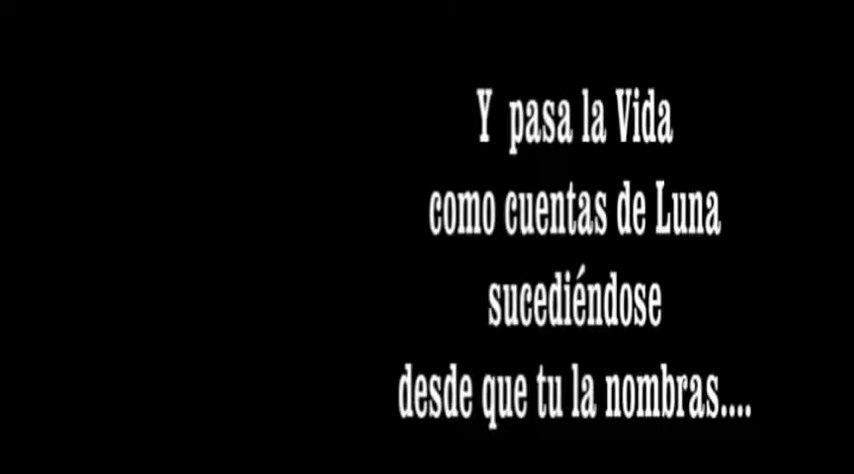 Y pasa la Vida
como cuentas de Luna
sucediéndose
desde que tu la nombras....